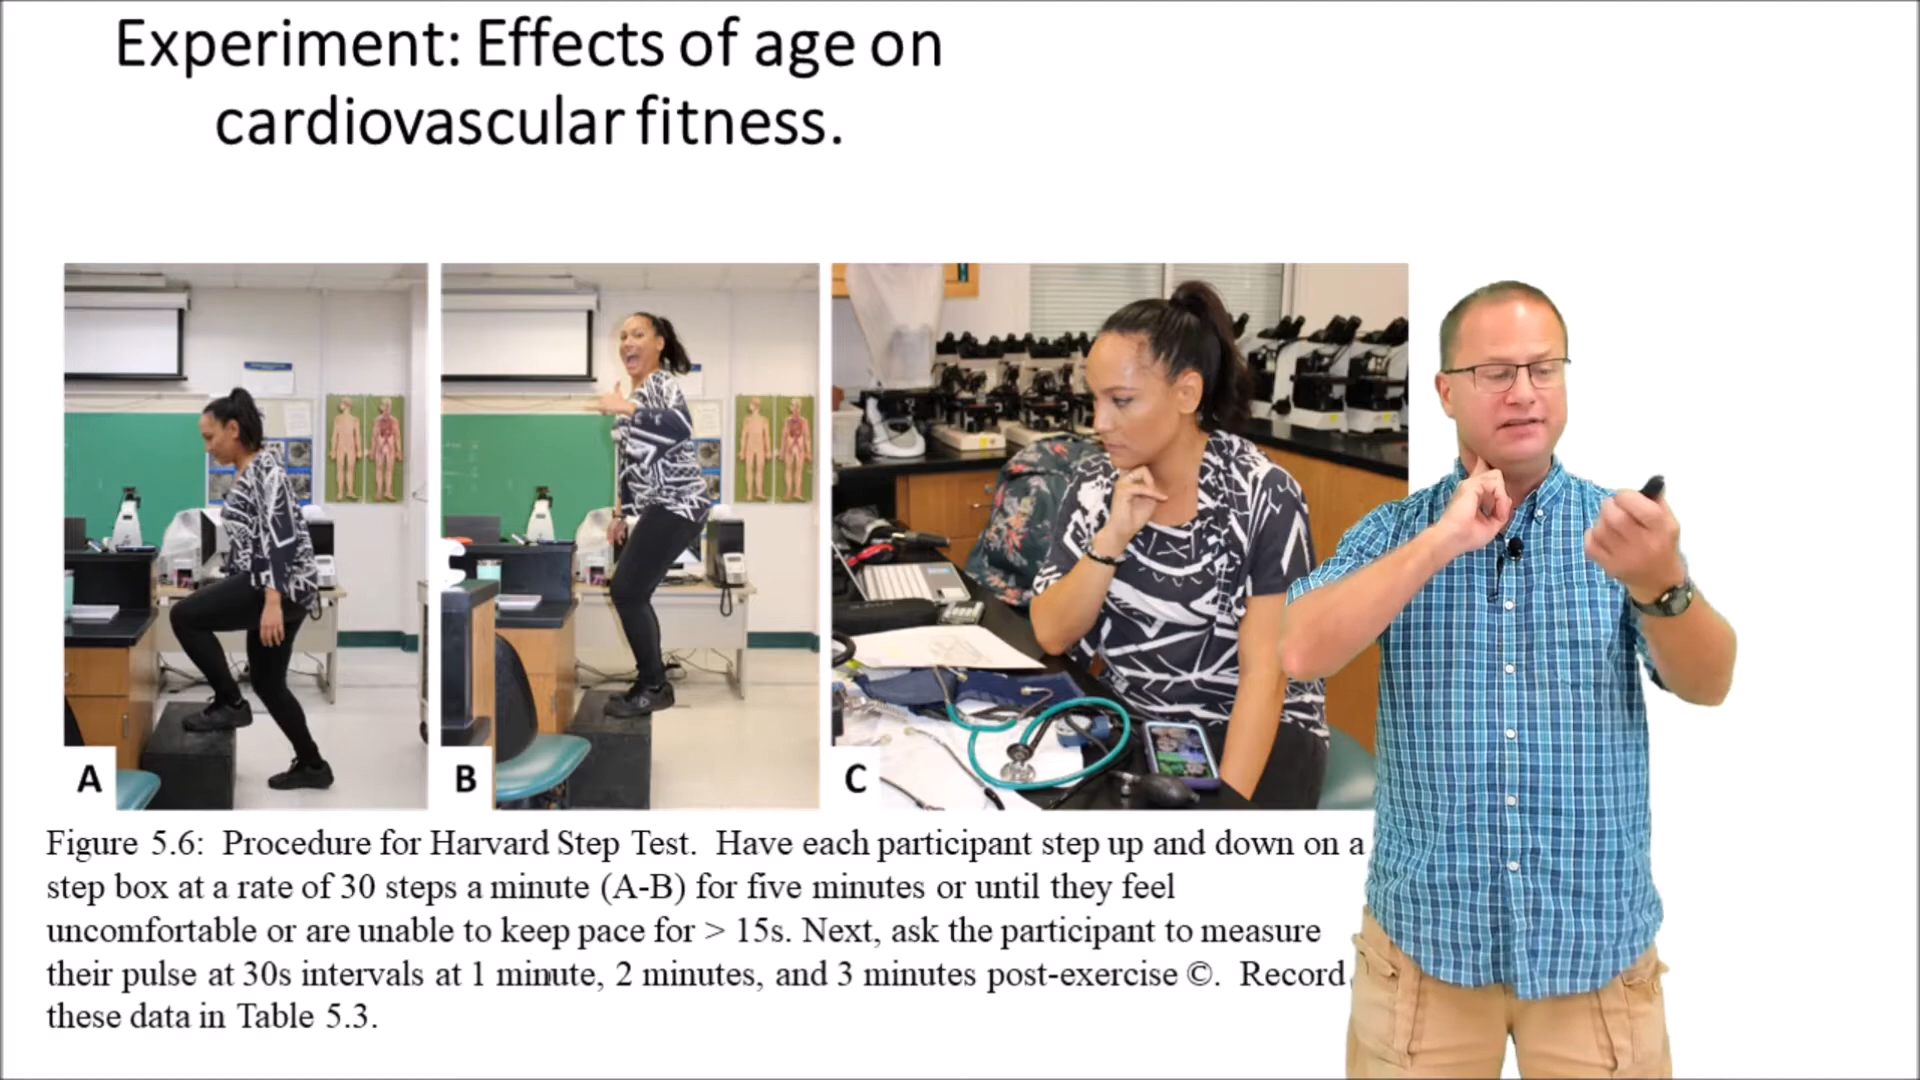 Experiment: Effects of age on
cardiovascular fitness.
A
B
C
Figure 5.6: Procedure for Harvard Step Test. Have each participant step up and down on a
step box at a rate of 30 steps a minute (A-B) for five minutes or until they feel
uncomfortable or are unable to keep pace for > 15s. Next, ask the participant to measure
their pulse at 30s intervals at 1 minute, 2 minutes, and 3 minutes post-exercise ©. Record
these data in Table 5.3.